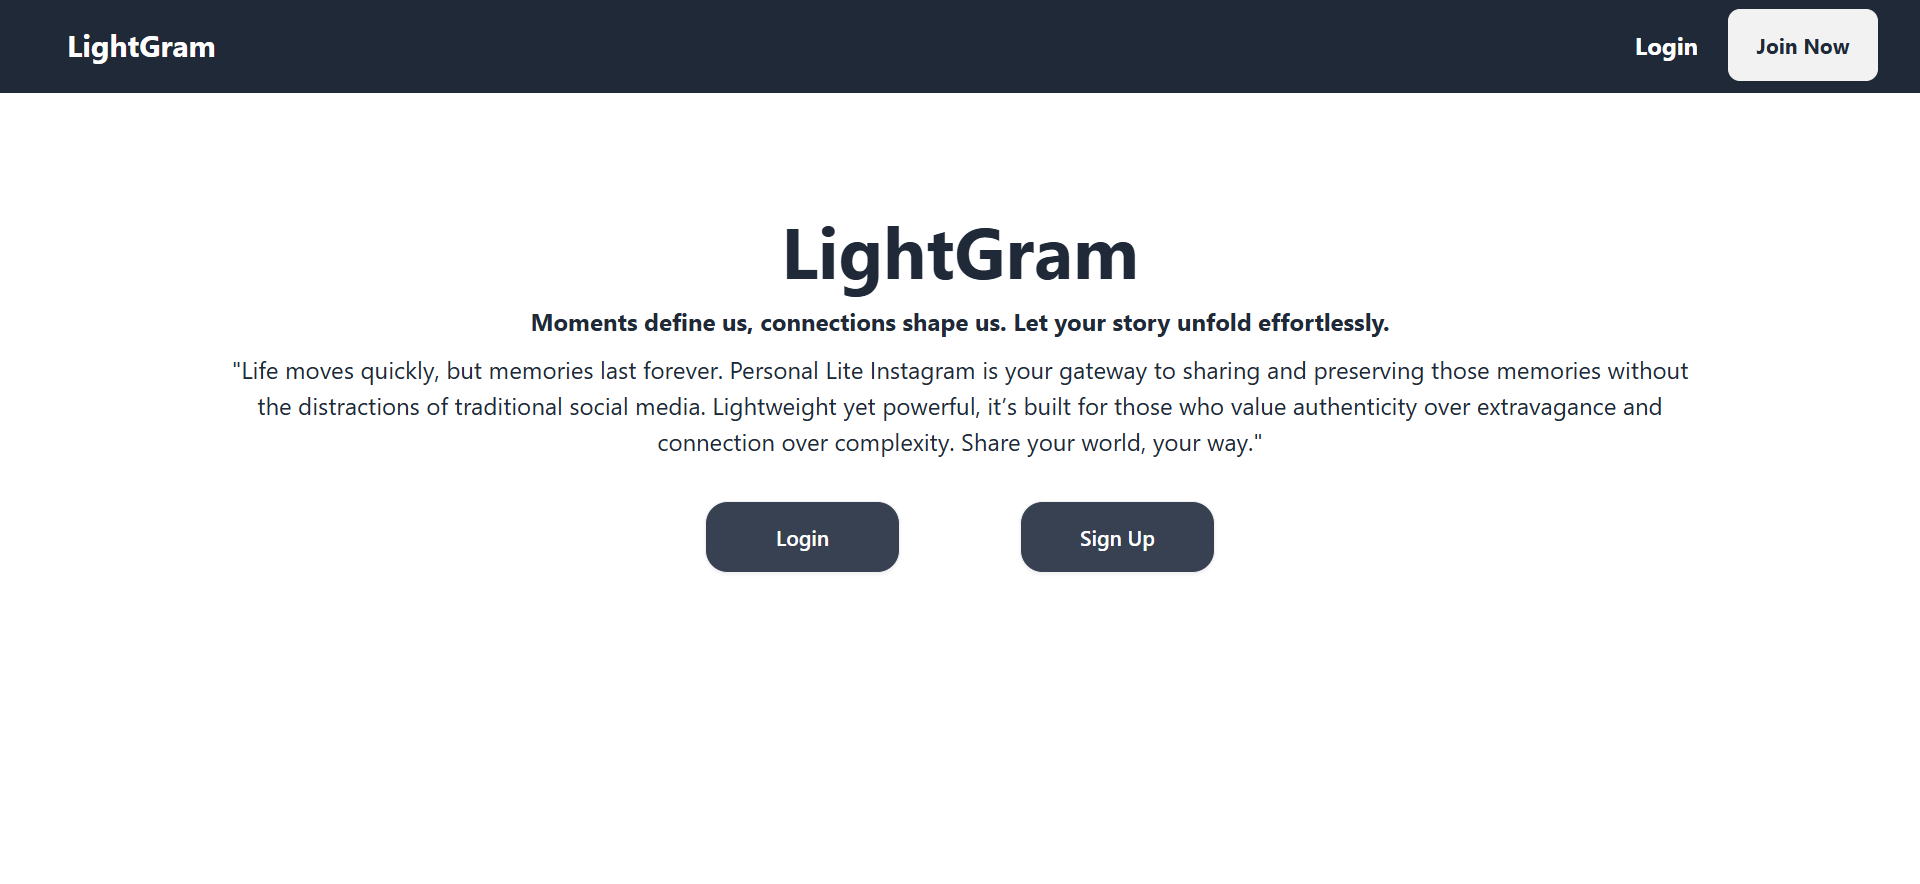 LightGram
Login
Join Now
LightGram
Moments define us, connections shape us. Let your story unfold effortlessly.
"Life moves quickly, but memories last forever. Personal Lite Instagram is your gateway to sharing and preserving those memories without
the distractions of traditional social media. Lightweight yet powerful, it’s built for those who value authenticity over extravagance and
connection over complexity. Share your world, your way."
Login
Sign Up